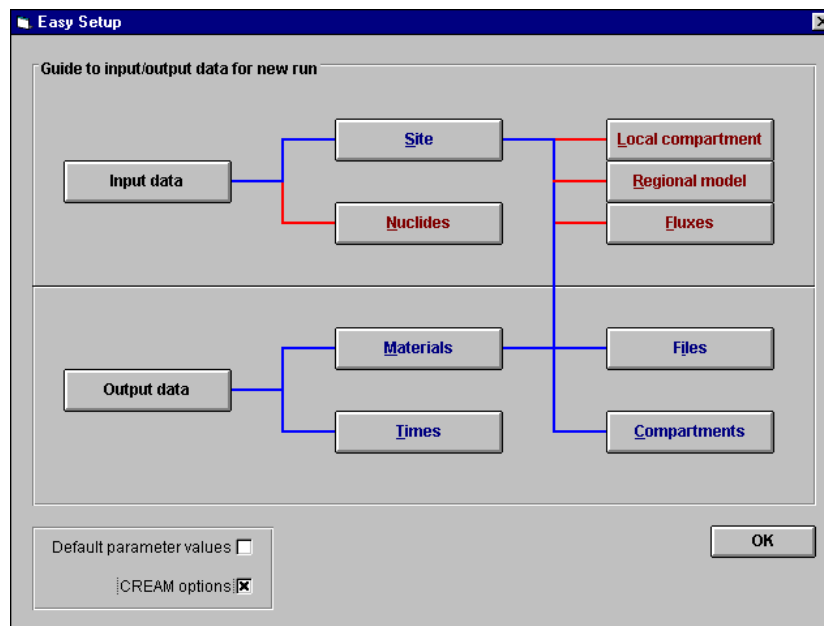 Easy Setup
Guide to input/output data for new run
Site
Local compartment
Input data
Regional model
Nuclides
Fluxes
Materials
Files
Output data
Times
Compartments
Default parameter values
OK
CREAM options